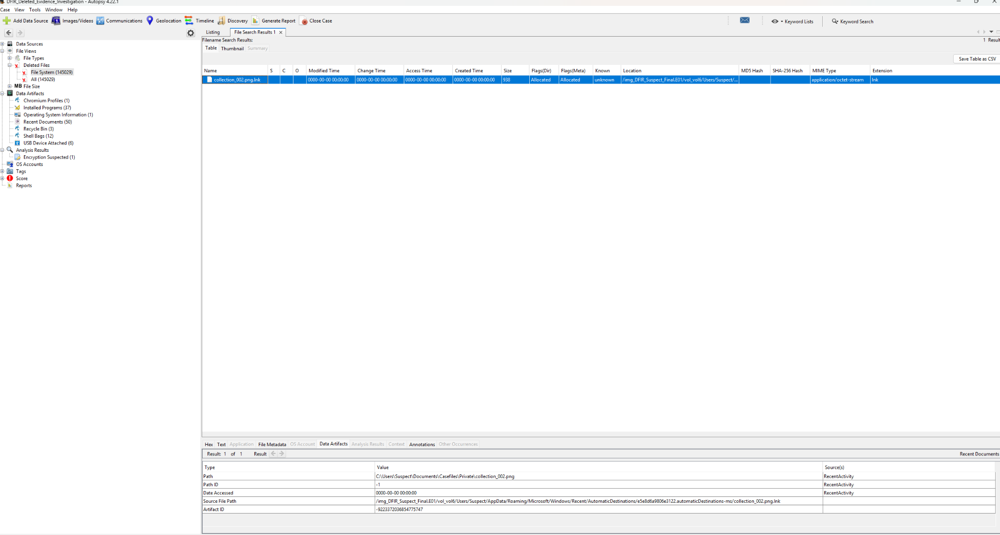 DFIR_Deleted_Evidence_Investigation - Autopsy 4.22.1
Case View Tools Window Help
Add Data Source Images/Videos Communications Geolocation Timeline Discovery Generate Report Close Case Keyword Lists Keyword Search
Listing File Search Results 1
Filename Search Results:
1 Result
Table Thumbnail Summary
Save Table as CSV
Data Sources
File Views
File Types
Deleted Files
File System (145029)
All (145029)
MB File Size
Data Artifacts
Chromium Profiles (1)
Installed Programs (37)
Operating System Information (1)
Recent Documents (50)
Recycle Bin (3)
Shell Bags (12)
USB Device Attached (6)
Analysis Results
Encryption Suspected (1)
OS Accounts
Tags
Score
Reports
Name S C O Modified Time Change Time Access Time Created Time Size Flags(Dir) Flags(Meta) Known Location MD5 Hash SHA-256 Hash MIME Type Extension
collection_002.png.lnk 0000-00-00 00:00:00 0000-00-00 00:00:00 0000-00-00 00:00:00 0000-00-00 00:00:00 938 Allocated Allocated unknown /img_DFIR_Suspect_Final.E01/vol_vol6/Users/Suspect/... application/octet-stream lnk
Hex Text Application File Metadata OS Account Data Artifacts Analysis Results Context Annotations Other Occurrences
Result: 1 of 1 Result Recent Documents
Type Value Source(s)
Path C:\Users\Suspect\Documents\Casefiles\Private\collection_002.png RecentActivity
Path ID -1 RecentActivity
Date Accessed 0000-00-00 00:00:00 RecentActivity
Source File Path /img_DFIR_Suspect_Final.E01/vol_vol6/Users/Suspect/AppData/Roaming/Microsoft/Windows/Recent/AutomaticDestinations/e5e8d6a9806e3122.automaticDestinations-ms/collection_002.png.lnk
Artifact ID -9223372036854775747